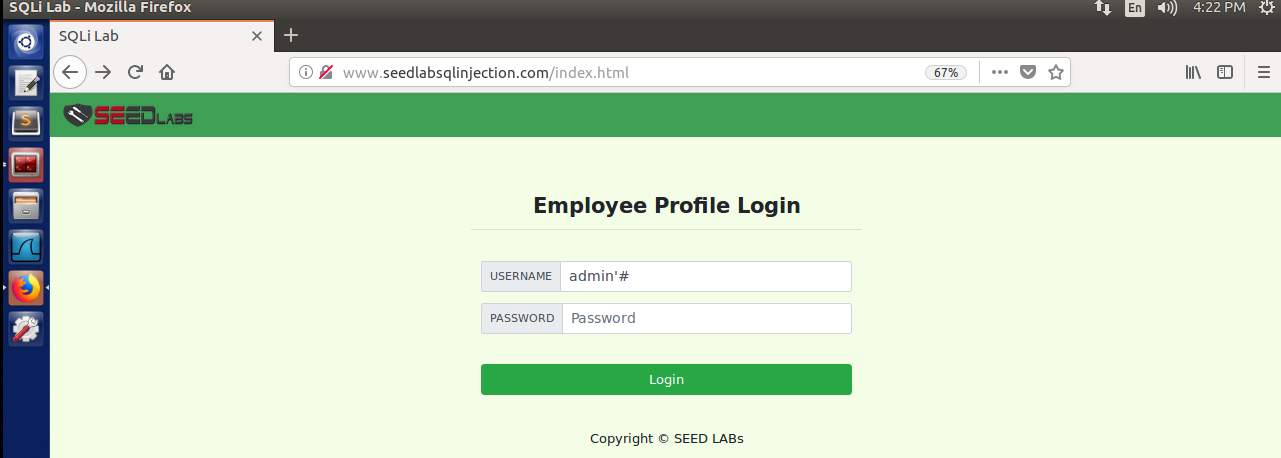 SQLi Lab - Mozilla Firefox
En
4:22 PM
SQLi Lab
www.seedlabsqlinjection.com/index.html
67%
SEEDLABS
Employee Profile Login
USERNAME admin'#
PASSWORD Password
Login
Copyright © SEED LABs